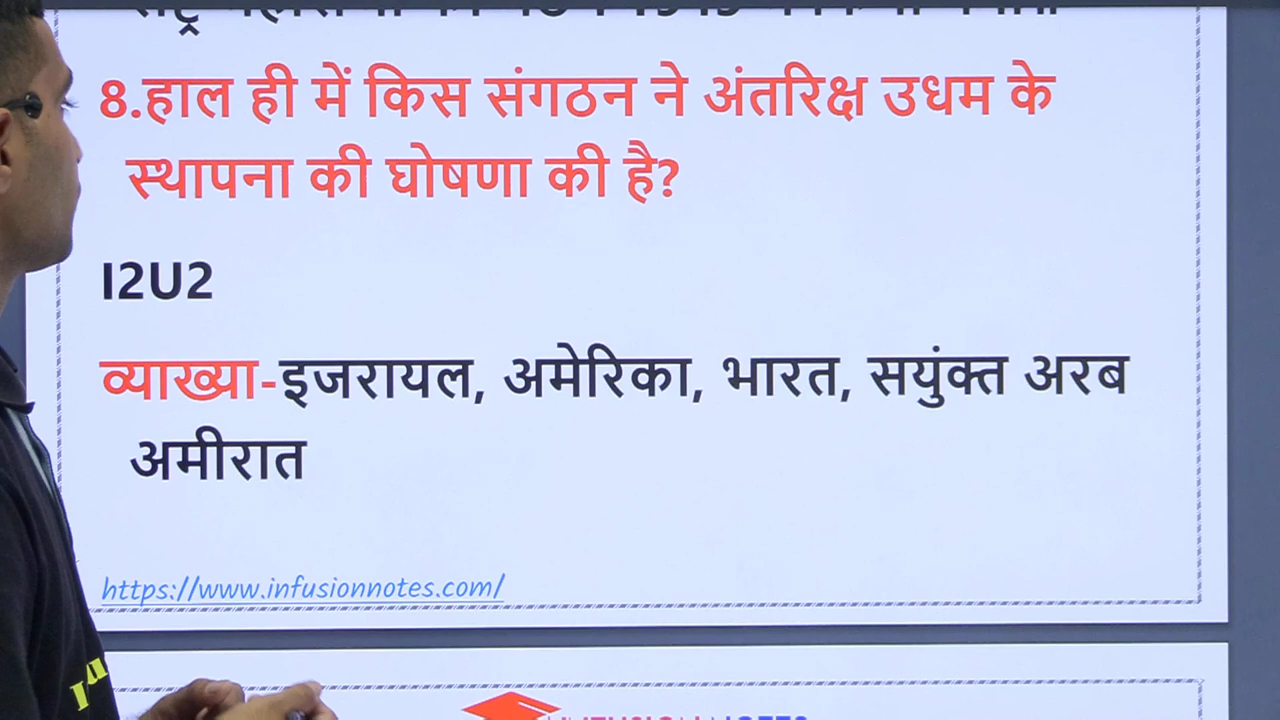 8.हाल ही में किस संगठन ने अंतरिक्ष उधम के
स्थापना की घोषणा की है?
I2U2
व्याख्या-इजरायल, अमेरिका, भारत, सयुंक्त अरब
अमीरात
https://www.infusionnotes.com/